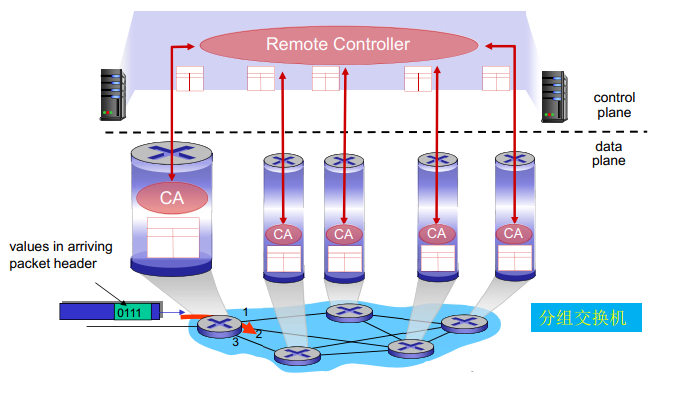 Remote Controller
control
plane
data
plane
CA
CA
CA
CA
CA
values in arriving
packet header
0111
1
2
3
分组交换机